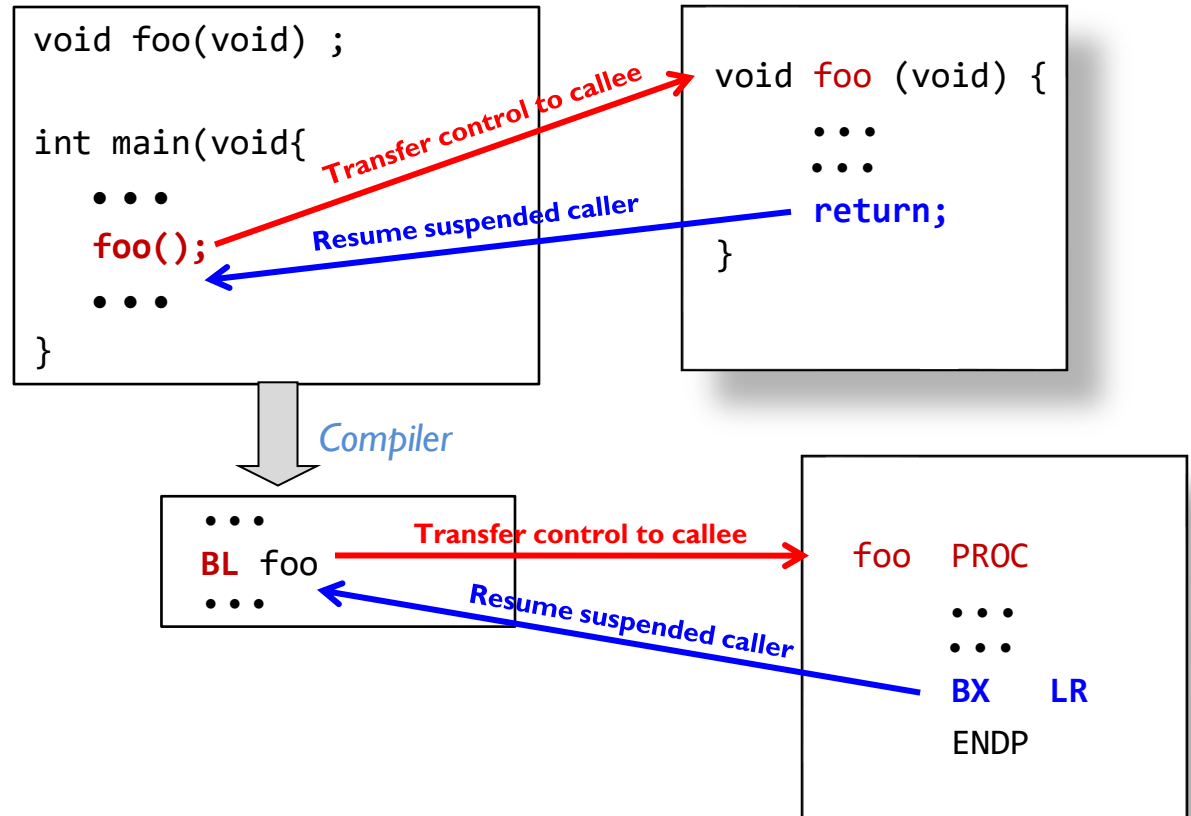 void foo(void) ;
int main(void{
• • •
foo();
• • •
}
Transfer control to callee
Resume suspended caller
void foo (void) {
• • •
• • •
return;
}
Compiler
• • •
BL foo
• • •
Transfer control to callee
Resume suspended caller
foo PROC
• • •
• • •
BX LR
ENDP